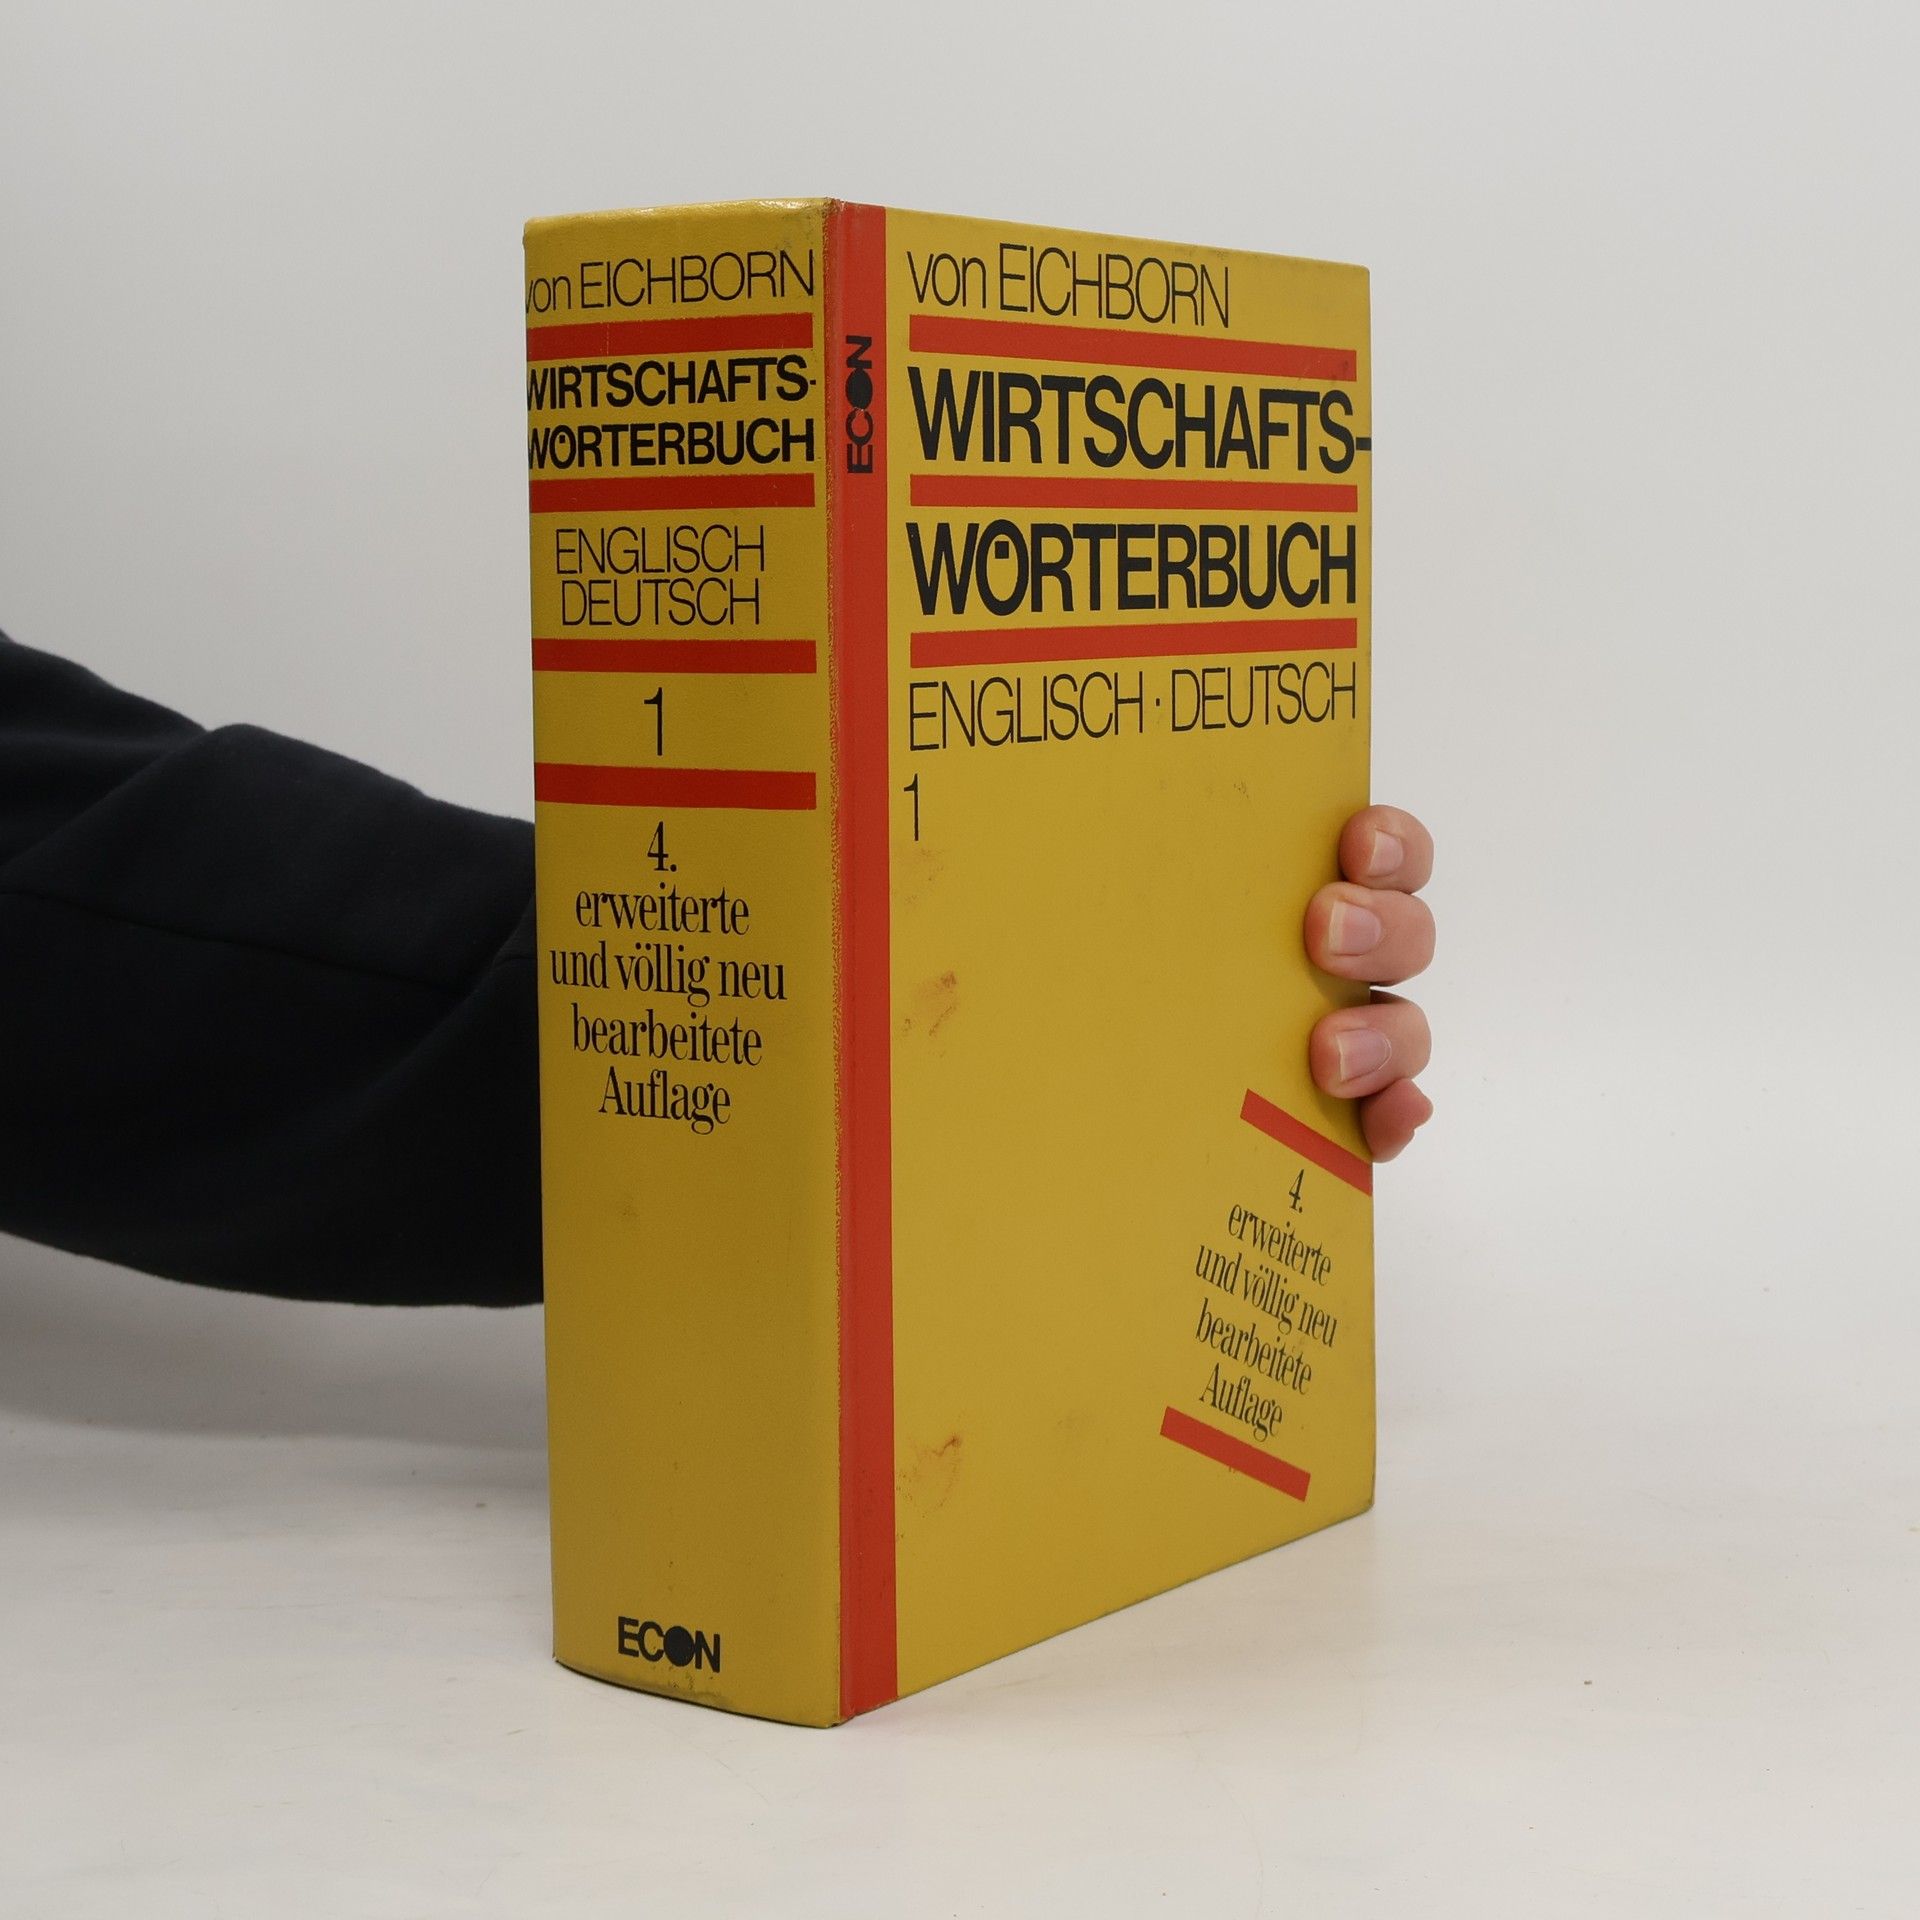 von EICHBORN
WIRTSCHAFTS-
WÖRTERBUCH
ENGLISCH
DEUTSCH
1
4.
erweiterte
und völlig neu
bearbeitete
Auflage
ECON
ECON
von EICHBORN
WIRTSCHAFTS-
WÖRTERBUCH
ENGLISCH · DEUTSCH
1
4.
erweiterte
und völlig neu
bearbeitete
Auflage